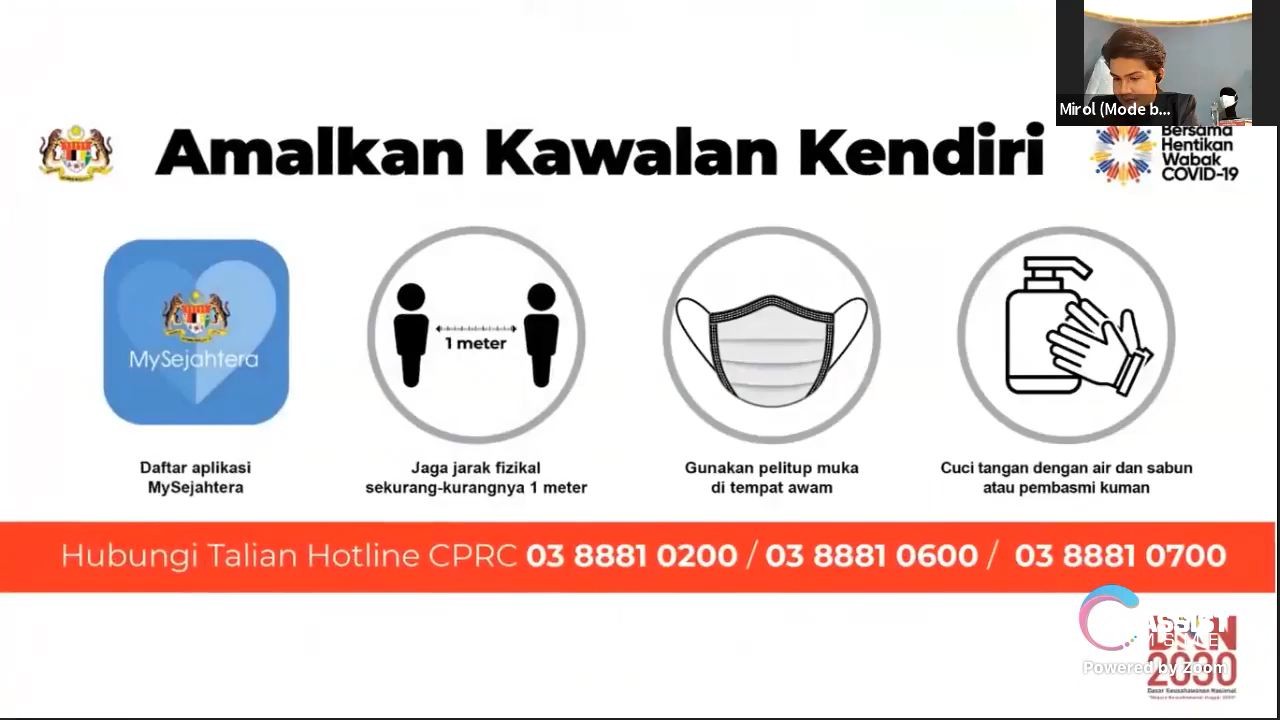 Mirol (Mode b...
Amalkan Kawalan Kendiri
Bersama
Hentikan
Wabak
COVID-19
MySejahtera
1 meter
Daftar aplikasi
MySejahtera
Jaga jarak fizikal
sekurang-kurangnya 1 meter
Gunakan pelitup muka
di tempat awam
Cuci tangan dengan air dan sabun
atau pembasmi kuman
Hubungi Talian Hotline CPRC 03 8881 0200 / 03 8881 0600 / 03 8881 0700
ASSIST
Powered by Zoom
2030
Dasar Keusahawanan Nasional